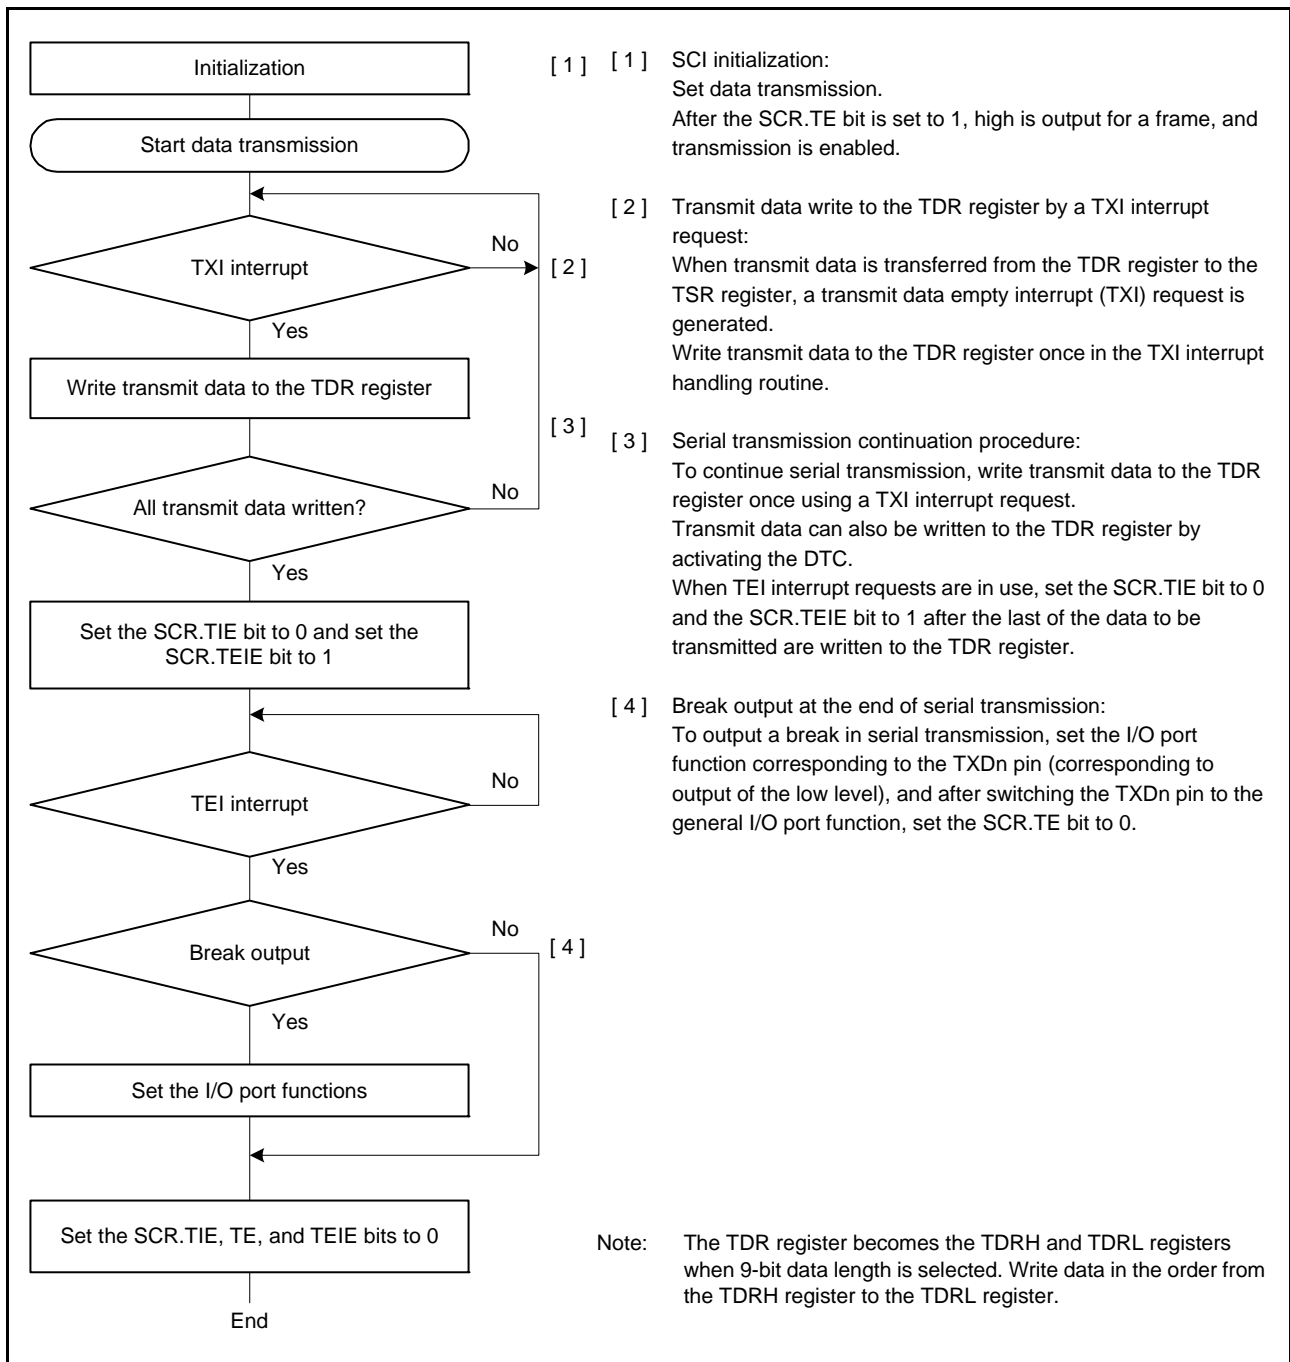 Initialization
[ 1 ]
Start data transmission
No
TXI interrupt
[ 2 ]
Yes
Write transmit data to the TDR register
[ 3 ]
No
All transmit data written?
Yes
Set the SCR.TIE bit to 0 and set the
SCR.TEIE bit to 1
No
TEI interrupt
Yes
No
Break output
[ 4 ]
Yes
Set the I/O port functions
Set the SCR.TIE, TE, and TEIE bits to 0
End
[ 1 ] SCI initialization:
Set data transmission.
After the SCR.TE bit is set to 1, high is output for a frame, and
transmission is enabled.
[ 2 ] Transmit data write to the TDR register by a TXI interrupt
request:
When transmit data is transferred from the TDR register to the
TSR register, a transmit data empty interrupt (TXI) request is
generated.
Write transmit data to the TDR register once in the TXI interrupt
handling routine.
[ 3 ] Serial transmission continuation procedure:
To continue serial transmission, write transmit data to the TDR
register once using a TXI interrupt request.
Transmit data can also be written to the TDR register by
activating the DTC.
When TEI interrupt requests are in use, set the SCR.TIE bit to 0
and the SCR.TEIE bit to 1 after the last of the data to be
transmitted are written to the TDR register.
[ 4 ] Break output at the end of serial transmission:
To output a break in serial transmission, set the I/O port
function corresponding to the TXDn pin (corresponding to
output of the low level), and after switching the TXDn pin to the
general I/O port function, set the SCR.TE bit to 0.
Note: The TDR register becomes the TDRH and TDRL registers
when 9-bit data length is selected. Write data in the order from
the TDRH register to the TDRL register.